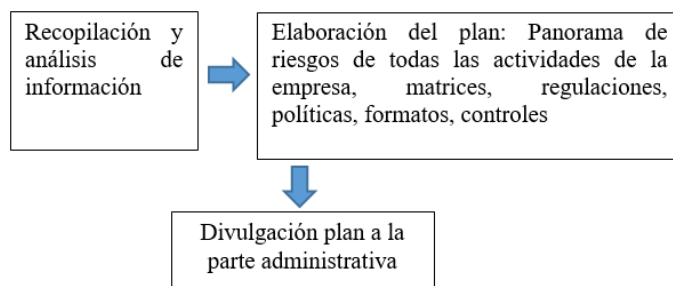 Recopilación y
análisis de
información
Elaboración del plan: Panorama de
riesgos de todas las actividades de la
empresa, matrices, regulaciones,
políticas, formatos, controles
Divulgación plan a la
parte administrativa